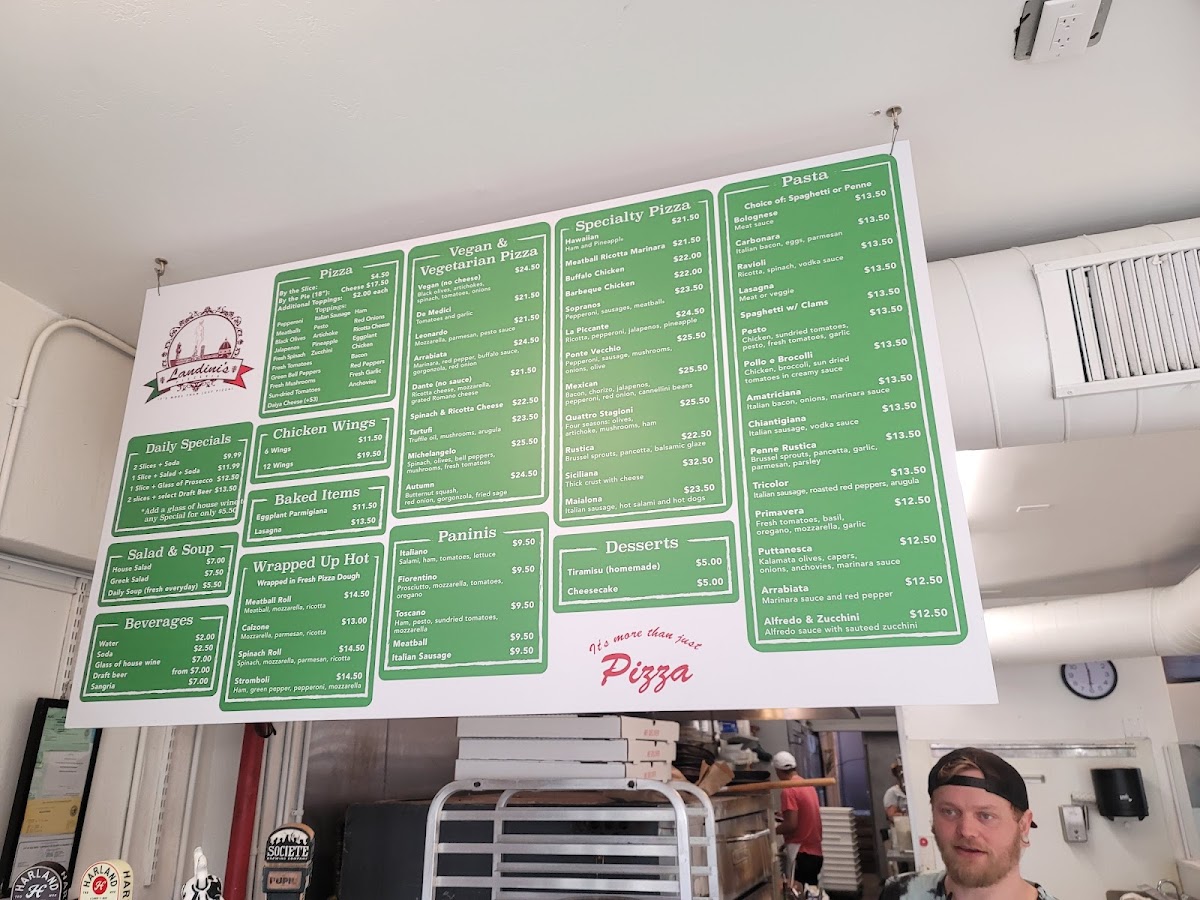 Landini's
PIZZERIA
IT'S MORE THAN JUST PIZZA!
Daily Specials
2 Slices + Soda $9.99
1 Slice + Salad + Soda $11.99
1 Slice + Glass of Prosecco $12.50
2 slices + select Draft Beer $13.50
*Add a glass of house wine to
any Special for only $5.50
Salad & Soup
House Salad $7.00
Greek Salad $7.50
Daily Soup (fresh everyday) $5.50
Beverages
Water $2.00
Soda $2.50
Glass of house wine $7.00
Draft beer from $7.00
Sangria $7.00
Pizza
By the Slice: $4.50
By the Pie (18"): Cheese $17.50
Additional Toppings: $2.00 each
Toppings:
Pepperoni
Meatballs
Black Olives
Jalapenos
Fresh Spinach
Fresh Tomatoes
Green Bell Peppers
Fresh Mushrooms
Sun-dried Tomatoes
Daiya Cheese (+$3)
Italian Sausage
Pesto
Artichoke
Pineapple
Zucchini
Ham
Red Onions
Ricotta Cheese
Eggplant
Chicken
Bacon
Red Peppers
Fresh Garlic
Anchovies
Chicken Wings
6 Wings $11.50
12 Wings $19.50
Baked Items
Eggplant Parmigiana $11.50
Lasagna $13.50
Wrapped Up Hot
Wrapped in Fresh Pizza Dough
Meatball Roll $14.50
Meatball, mozzarella, ricotta
Calzone $13.00
Mozzarella, parmesan, ricotta
Spinach Roll $14.50
Spinach, mozzarella, parmesan, ricotta
Stromboli $14.50
Ham, green pepper, pepperoni, mozzarella
Vegan &
Vegetarian Pizza
Vegan (no cheese) $24.50
Black olives, artichokes,
spinach, tomatoes, onions
De Medici $21.50
Tomatoes and garlic
Leonardo $21.50
Mozzarella, parmesan, pesto sauce
Arrabiata $24.50
Marinara, red pepper, buffalo sauce,
gorgonzola, red onion
Dante (no sauce) $21.50
Ricotta cheese, mozzarella,
grated Romano cheese
Spinach & Ricotta Cheese $22.50
Tartufi $23.50
Truffle oil, mushrooms, arugula
Michelangelo $25.50
Spinach, olives, bell peppers,
mushrooms, fresh tomatoes
Autumn $24.50
Butternut squash,
red onion, gorgonzola, fried sage
Paninis
Italiano $9.50
Salami, ham, tomatoes, lettuce
Fiorentino $9.50
Prosciutto, mozzarella, tomatoes,
oregano
Toscano $9.50
Ham, pesto, sundried tomatoes,
mozzarella
Meatball $9.50
Italian Sausage $9.50
Specialty Pizza
Hawaiian $21.50
Ham and Pineapple
Meatball Ricotta Marinara $21.50
Buffalo Chicken $22.00
Barbeque Chicken $22.00
Sopranos $23.50
Pepperoni, sausages, meatballs
La Piccante $24.50
Ricotta, pepperoni, jalapenos, pineapple
Ponte Vecchio $25.50
Pepperoni, sausage, mushrooms,
onions, olive
Mexican $25.50
Bacon, chorizo, jalapenos,
pepperoni, red onion, cannellini beans
Quattro Stagioni $25.50
Four seasons: olives,
artichoke, mushrooms, ham
Rustica $22.50
Brussel sprouts, pancetta, balsamic glaze
Siciliana $32.50
Thick crust with cheese
Maialona $23.50
Italian sausage, hot salami and hot dogs
Desserts
Tiramisu (homemade) $5.00
Cheesecake $5.00
It's more than just
Pizza
Pasta
Choice of: Spaghetti or Penne
Bolognese $13.50
Meat sauce
Carbonara $13.50
Italian bacon, eggs, parmesan
Ravioli $13.50
Ricotta, spinach, vodka sauce
Lasagna $13.50
Meat or veggie
Spaghetti w/ Clams $13.50
Pesto $13.50
Chicken, sundried tomatoes,
pesto, fresh tomatoes, garlic
Pollo e Brocolli $13.50
Chicken, broccoli, sun dried
tomatoes in creamy sauce
Amatriciana $13.50
Italian bacon, onions, marinara sauce
Chiantigiana $13.50
Italian sausage, vodka sauce
Penne Rustica $13.50
Brussel sprouts, pancetta, garlic,
parmesan, parsley
Tricolor $13.50
Italian sausage, roasted red peppers, arugula
Primavera $12.50
Fresh tomatoes, basil,
oregano, mozzarella, garlic
Puttanesca $12.50
Kalamata olives, capers,
onions, anchovies, marinara sauce
Arrabiata $12.50
Marinara sauce and red pepper
Alfredo & Zucchini $12.50
Alfredo sauce with sauteed zucchini
HARLAND
HARLAND
SOCIETE
BREWING COMPANY
PUPIL